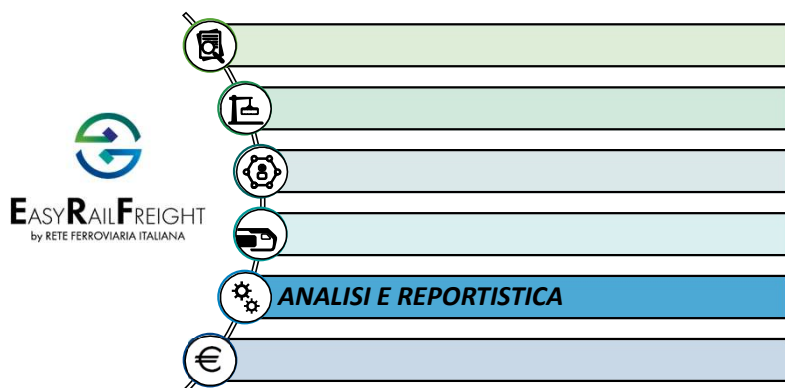 EASYRAILFREIGHT
by RETE FERROVIARIA ITALIANA
ANALISI E REPORTISTICA
€